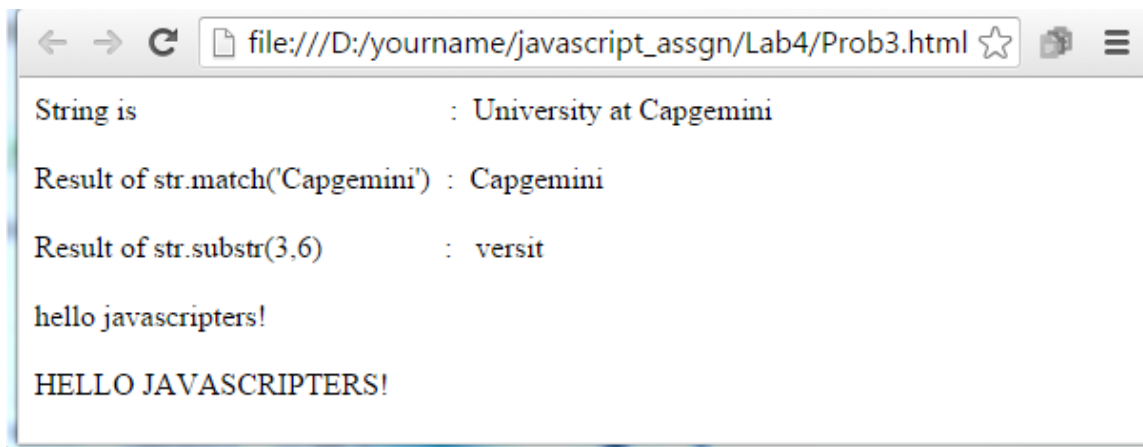 file:///D:/yourname/javascript_assgn/Lab4/Prob3.html
String is : University at Capgemini
Result of str.match('Capgemini') : Capgemini
Result of str.substr(3,6) : versit
hello javascripters!
HELLO JAVASCRIPTERS!